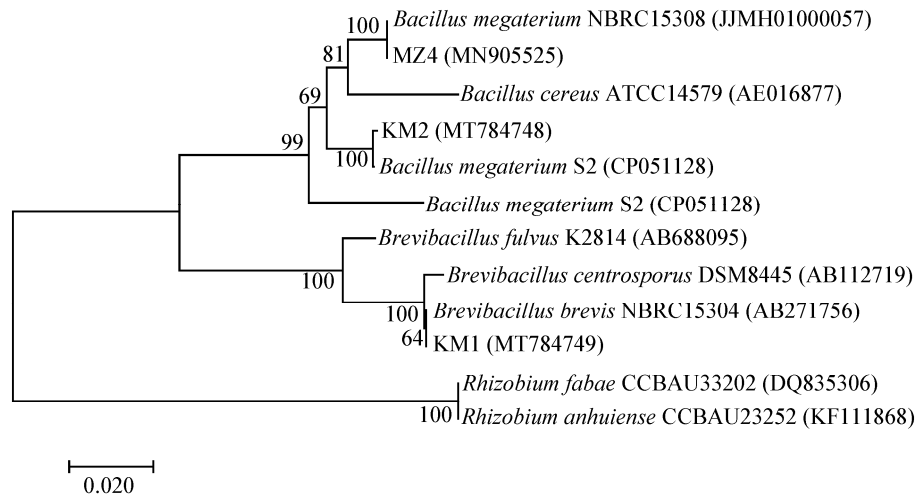 100
Bacillus megaterium NBRC15308 (JJMH01000057)
81
MZ4 (MN905525)
69
Bacillus cereus ATCC14579 (AE016877)
99
KM2 (MT784748)
100
Bacillus megaterium S2 (CP051128)
Bacillus megaterium S2 (CP051128)
Brevibacillus fulvus K2814 (AB688095)
100
Brevibacillus centrosporus DSM8445 (AB112719)
100
Brevibacillus brevis NBRC15304 (AB271756)
64
KM1 (MT784749)
Rhizobium fabae CCBAU33202 (DQ835306)
100
Rhizobium anhuiense CCBAU23252 (KF111868)
0.020